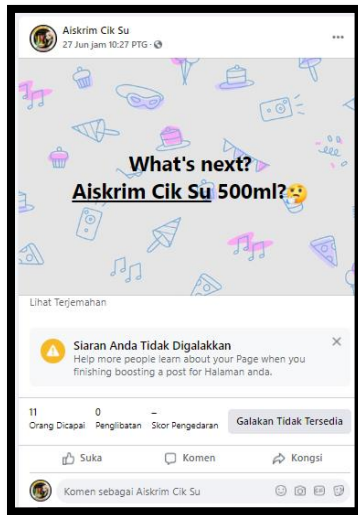 Aiskrim Cik Su
27 Jun jam 10:27 PTG ·
What's next?
Aiskrim Cik Su 500ml?🤔
Lihat Terjemahan
Siaran Anda Tidak Digalakkan
Help more people learn about your Page when you
finishing boosting a post for Halaman anda.
11 0 –
Orang Dicapai Penglibatan Skor Pengedaran Galakan Tidak Tersedia
Suka Komen Kongsi
Komen sebagai Aiskrim Cik Su